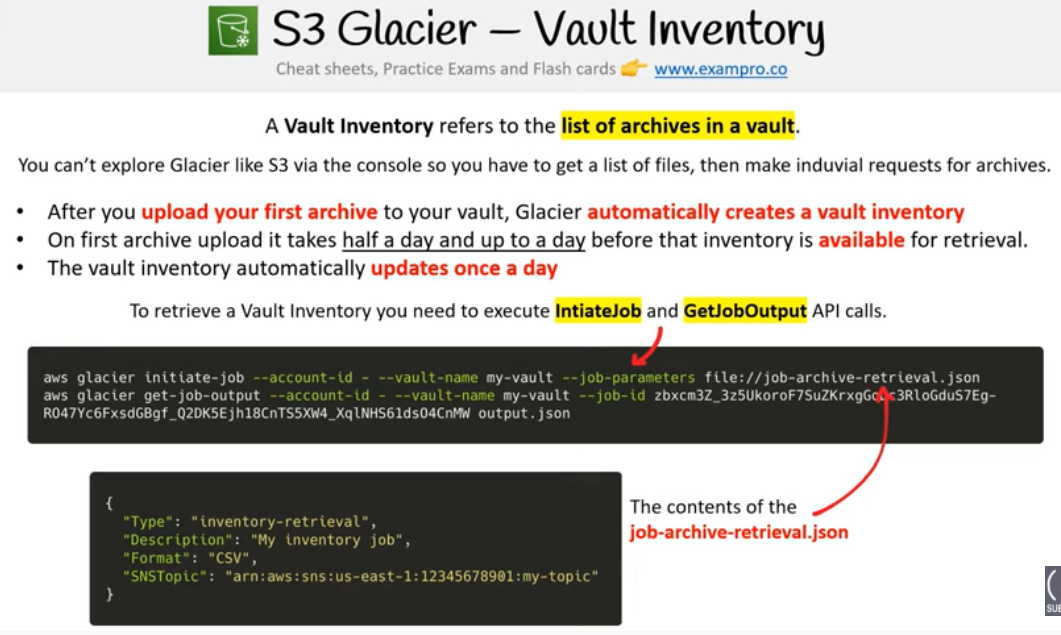 S3 Glacier – Vault Inventory
Cheat sheets, Practice Exams and Flash cards 👉 www.exampro.co
A Vault Inventory refers to the list of archives in a vault.
You can't explore Glacier like S3 via the console so you have to get a list of files, then make induvial requests for archives.
• After you upload your first archive to your vault, Glacier automatically creates a vault inventory
• On first archive upload it takes half a day and up to a day before that inventory is available for retrieval.
• The vault inventory automatically updates once a day
To retrieve a Vault Inventory you need to execute IntiateJob and GetJobOutput API calls.
aws glacier initiate-job --account-id - --vault-name my-vault --job-parameters file://job-archive-retrieval.json
aws glacier get-job-output --account-id - --vault-name my-vault --job-id
output.json
{
"Type": "inventory-retrieval",
"Description": "My inventory job",
"Format": "CSV",
"SNSTopic": "arn:aws:sns:us-east-1:12345678901:my-topic"
}
The contents of the
job-archive-retrieval.json